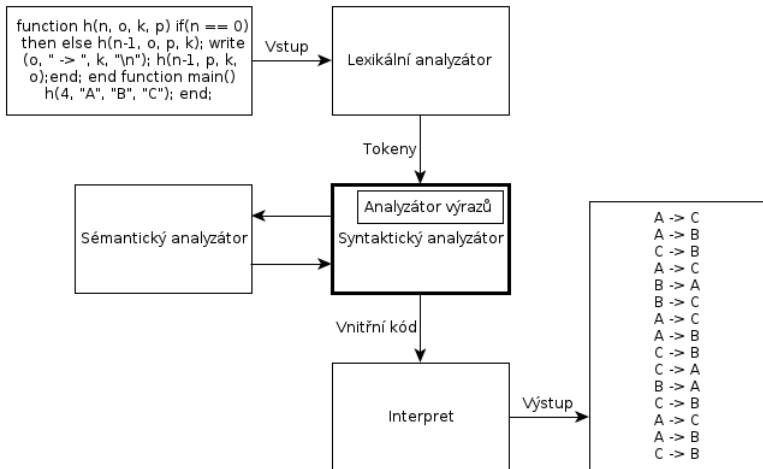 function h(n, o, k, p) if(n == 0)
then else h(n-1, o, p, k); write
(o, " -> ", k, "\n"); h(n-1, p, k,
o);end; end function main()
h(4, "A", "B", "C"); end;
Vstup
Lexikální analyzátor
Tokeny
Analyzátor výrazů
Syntaktický analyzátor
Sémantický analyzátor
Vnitřní kód
Interpret
Výstup
A -> C
A -> B
C -> B
A -> C
B -> A
B -> C
A -> C
A -> B
C -> B
C -> A
B -> A
C -> B
A -> C
A -> B
C -> B